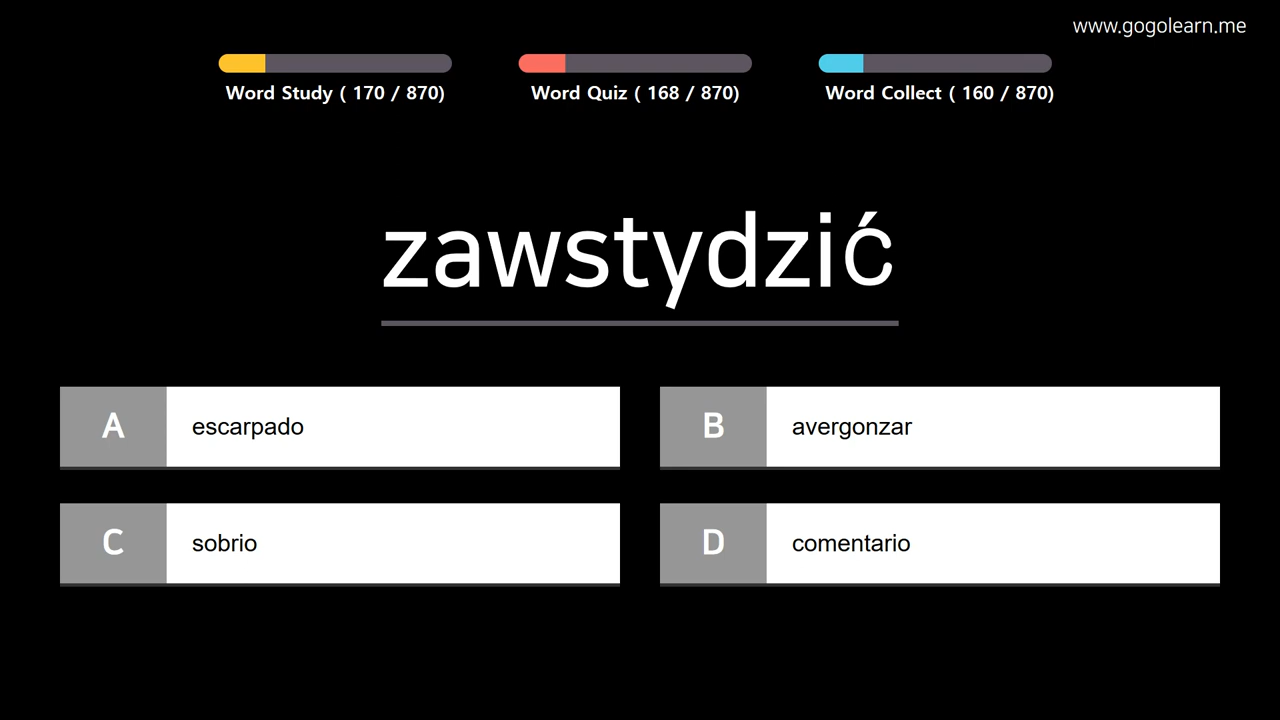 www.gogolearn.me
Word Study ( 170 / 870)
Word Quiz ( 168 / 870)
Word Collect ( 160 / 870)
zawstydzić
A escarpado
B avergonzar
C sobrio
D comentario